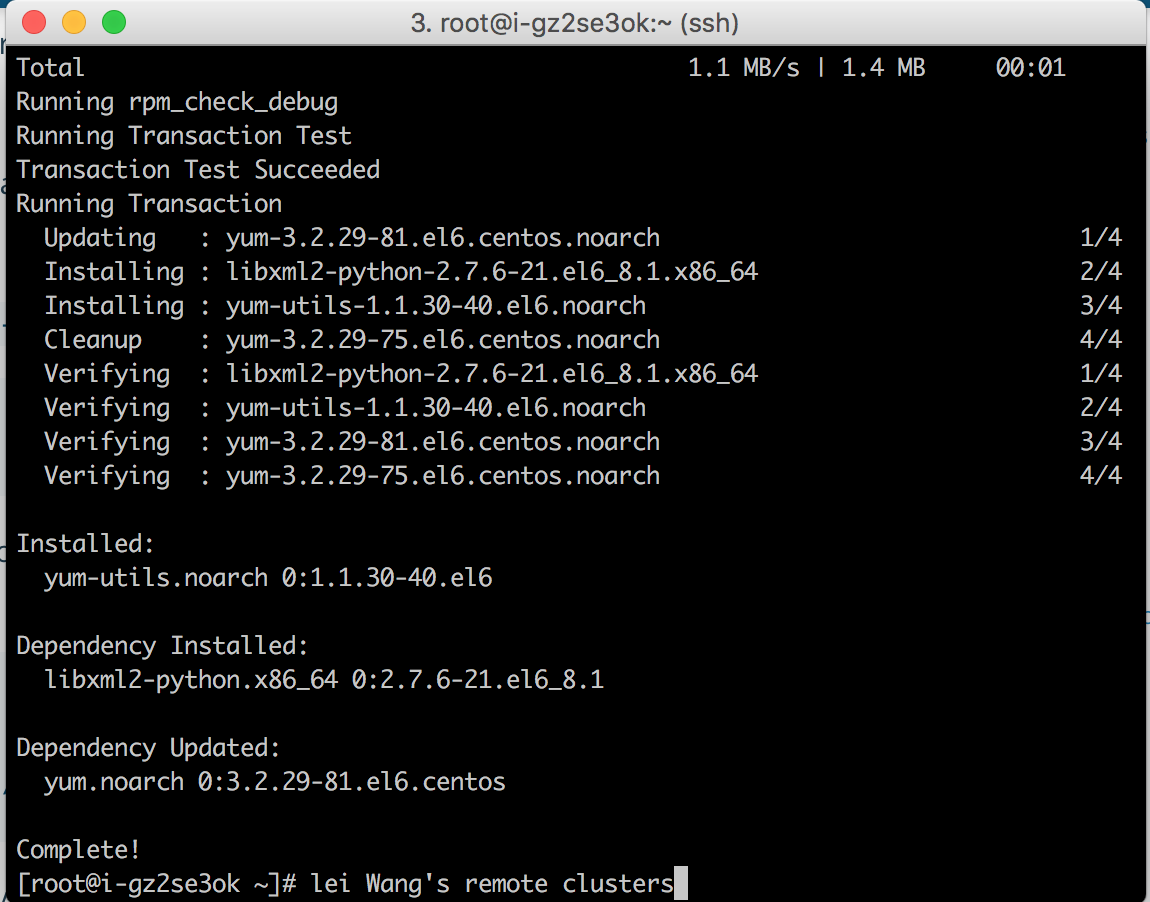 3. root@i-gz2se3ok:~ (ssh)
Total 1.1 MB/s | 1.4 MB 00:01
Running rpm_check_debug
Running Transaction Test
Transaction Test Succeeded
Running Transaction
Updating : yum-3.2.29-81.el6.centos.noarch 1/4
Installing : libxml2-python-2.7.6-21.el6_8.1.x86_64 2/4
Installing : yum-utils-1.1.30-40.el6.noarch 3/4
Cleanup : yum-3.2.29-75.el6.centos.noarch 4/4
Verifying : libxml2-python-2.7.6-21.el6_8.1.x86_64 1/4
Verifying : yum-utils-1.1.30-40.el6.noarch 2/4
Verifying : yum-3.2.29-81.el6.centos.noarch 3/4
Verifying : yum-3.2.29-75.el6.centos.noarch 4/4
Installed:
yum-utils.noarch 0:1.1.30-40.el6
Dependency Installed:
libxml2-python.x86_64 0:2.7.6-21.el6_8.1
Dependency Updated:
yum.noarch 0:3.2.29-81.el6.centos
Complete!
[root@i-gz2se3ok ~]# lei Wang's remote clusters